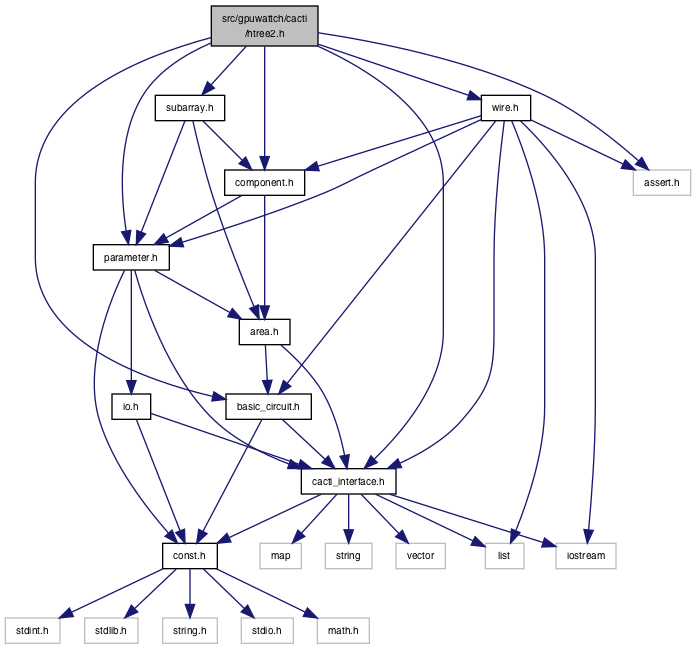 src/gpuwattch/cacti
/htree2.h
subarray.h
wire.h
component.h
assert.h
parameter.h
area.h
io.h
basic_circuit.h
cacti_interface.h
const.h
map
string
vector
list
iostream
stdint.h
stdlib.h
string.h
stdio.h
math.h